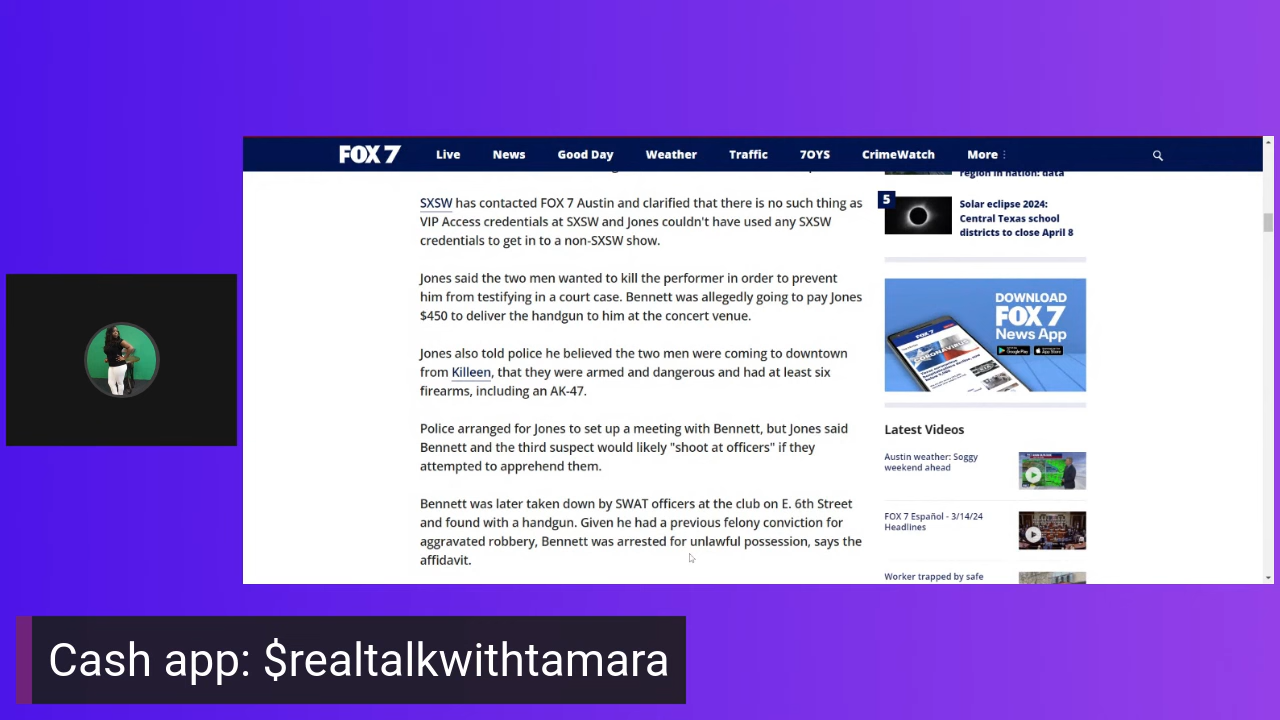 FOX 7 Live News Good Day Weather Traffic 7OYS CrimeWatch More
region in nation: data
SXSW has contacted FOX 7 Austin and clarified that there is no such thing as
VIP Access credentials at SXSW and Jones couldn't have used any SXSW
credentials to get in to a non-SXSW show.
Jones said the two men wanted to kill the performer in order to prevent
him from testifying in a court case. Bennett was allegedly going to pay Jones
$450 to deliver the handgun to him at the concert venue.
Jones also told police he believed the two men were coming to downtown
from Killeen, that they were armed and dangerous and had at least six
firearms, including an AK-47.
Police arranged for Jones to set up a meeting with Bennett, but Jones said
Bennett and the third suspect would likely "shoot at officers" if they
attempted to apprehend them.
Bennett was later taken down by SWAT officers at the club on E. 6th Street
and found with a handgun. Given he had a previous felony conviction for
aggravated robbery, Bennett was arrested for unlawful possession, says the
affidavit.
5
Solar eclipse 2024:
Central Texas school
districts to close April 8
DOWNLOAD
FOX 7
News App
Latest Videos
Austin weather: Soggy
weekend ahead
FOX 7 Español - 3/14/24
Headlines
Worker trapped by safe
Cash app: $realtalkwithtamara